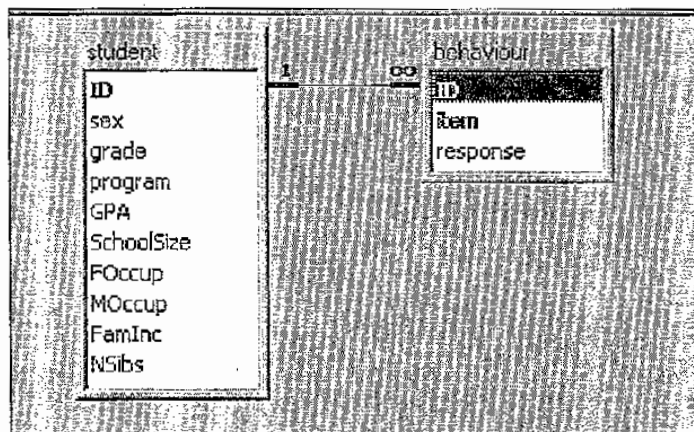 student
ID
sex
grade
program
GPA
SchoolSize
FOccup
MOccup
FamInc
NSibs
1 ∞
behaviour
ID
item
response